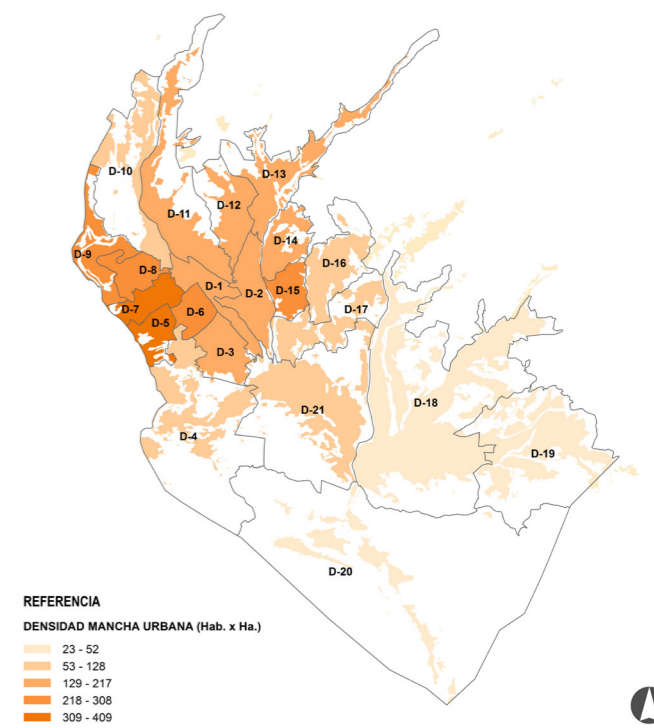 D-10
D-13
D-12
D-11
D-14
D-9
D-16
D-8
D-1
D-2
D-15
D-7
D-6
D-17
D-5
D-3
D-18
D-21
D-4
D-19
D-20
REFERENCIA
DENSIDAD MANCHA URBANA (Hab. x Ha.)
23 - 52
53 - 128
129 - 217
218 - 308
309 - 409